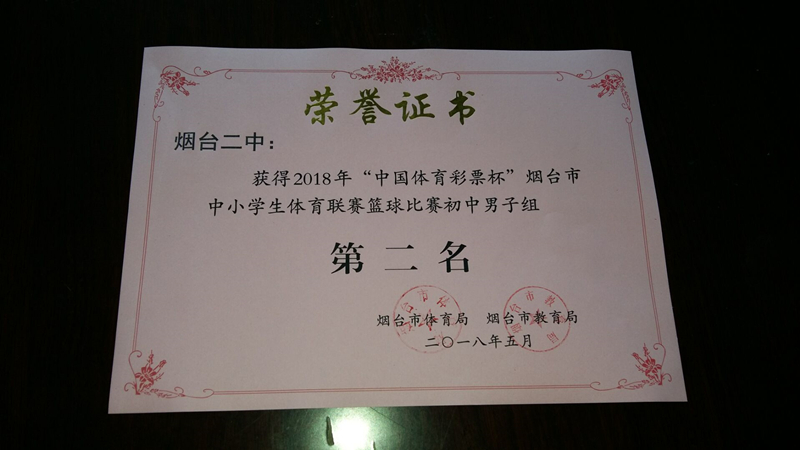 荣誉证书
烟台二中：
获得2018年“中国体育彩票杯”烟台市
中小学生体育联赛篮球比赛初中男子组
第二名
烟台市体育局 烟台市教育局
二〇一八年五月